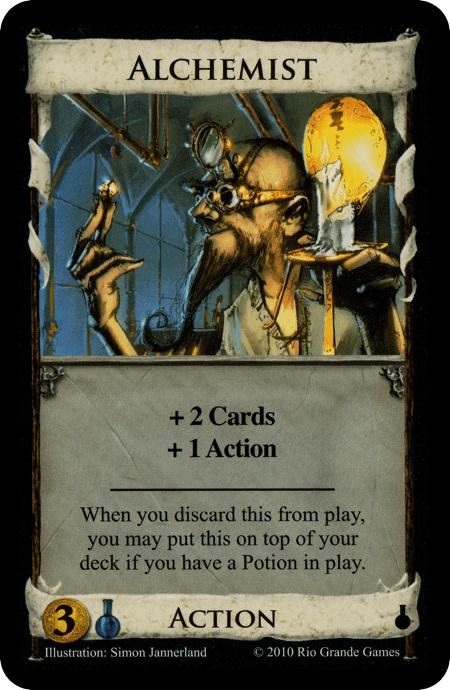 ALCHEMIST
+ 2 Cards
+ 1 Action
When you discard this from play,
you may put this on top of your
deck if you have a Potion in play.
3 ACTION
Illustration: Simon Jannerland © 2010 Rio Grande Games